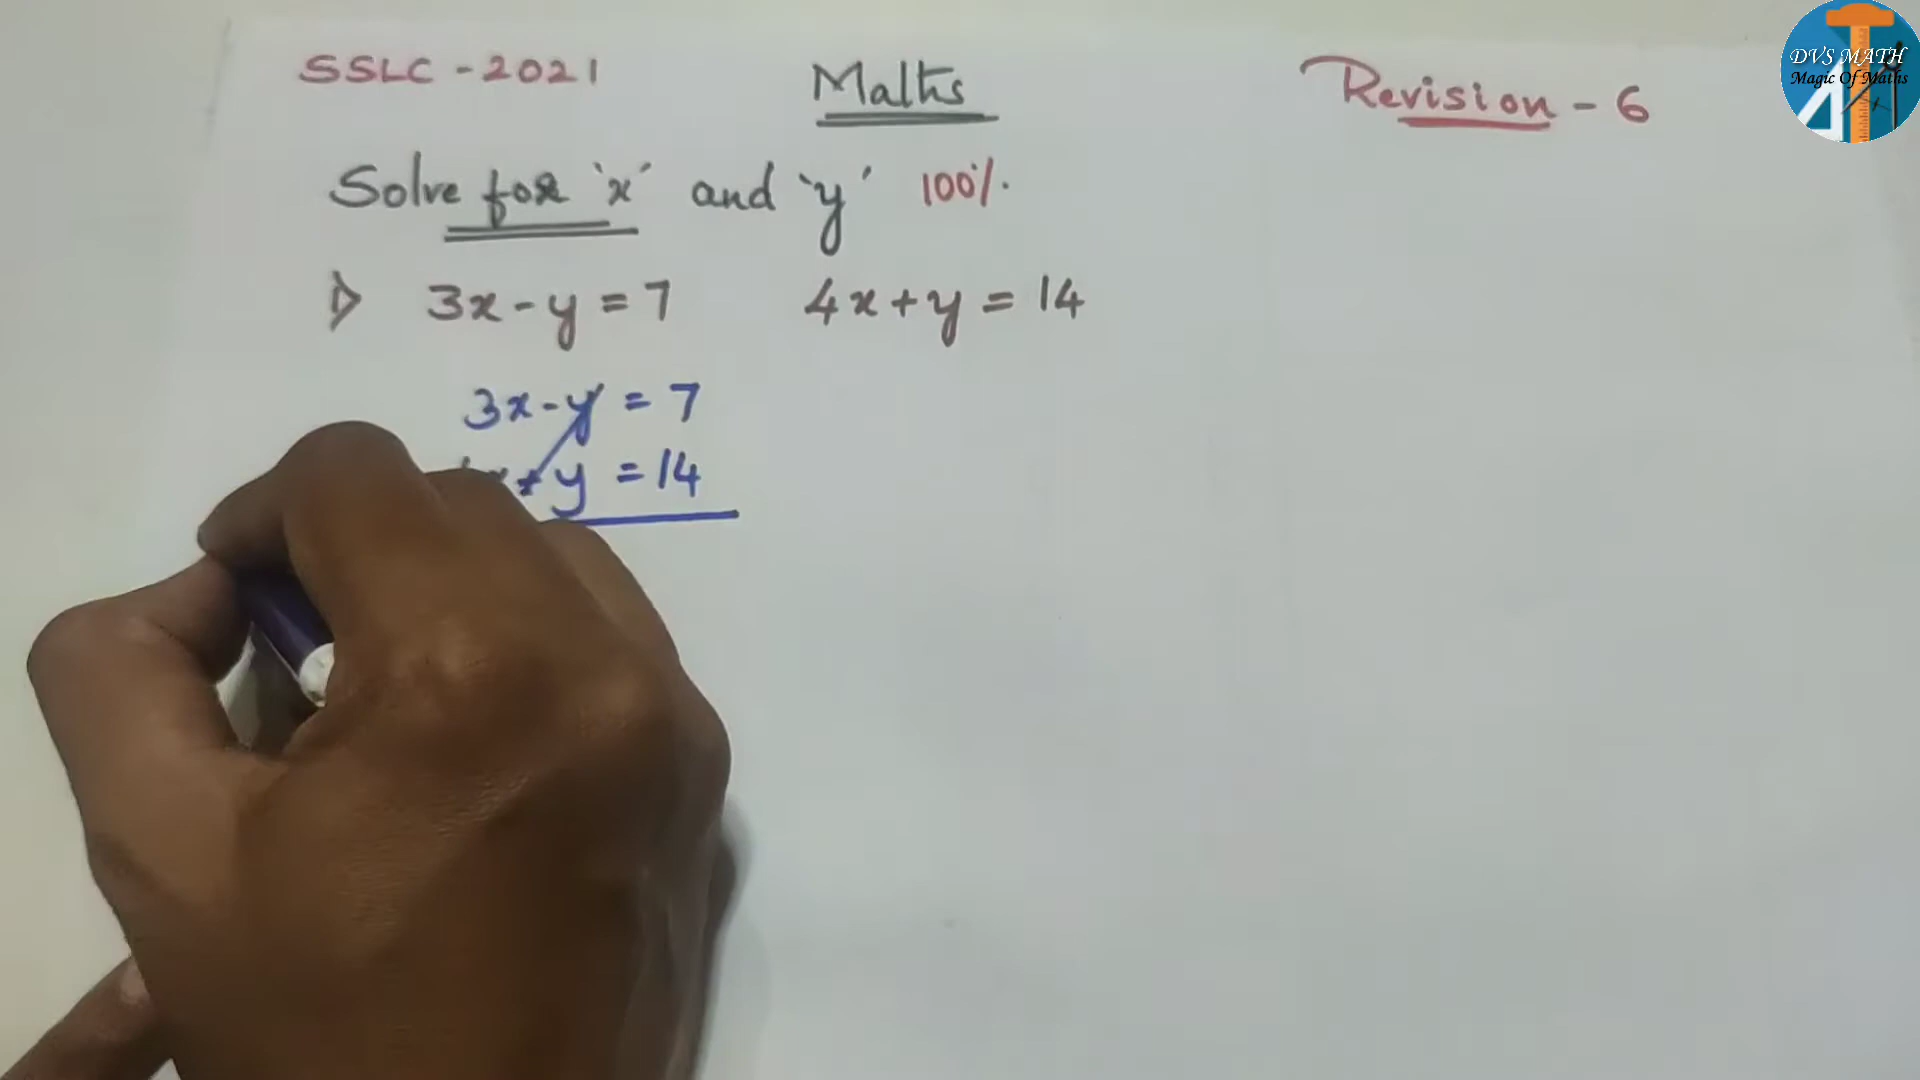 SSLC - 2021 Maths Revision - 6
DVS MATH
Magic Of Maths
Solve for 'x' and 'y' 100%.
1) 3x - y = 7 4x + y = 14
3x - y = 7
x + y = 14